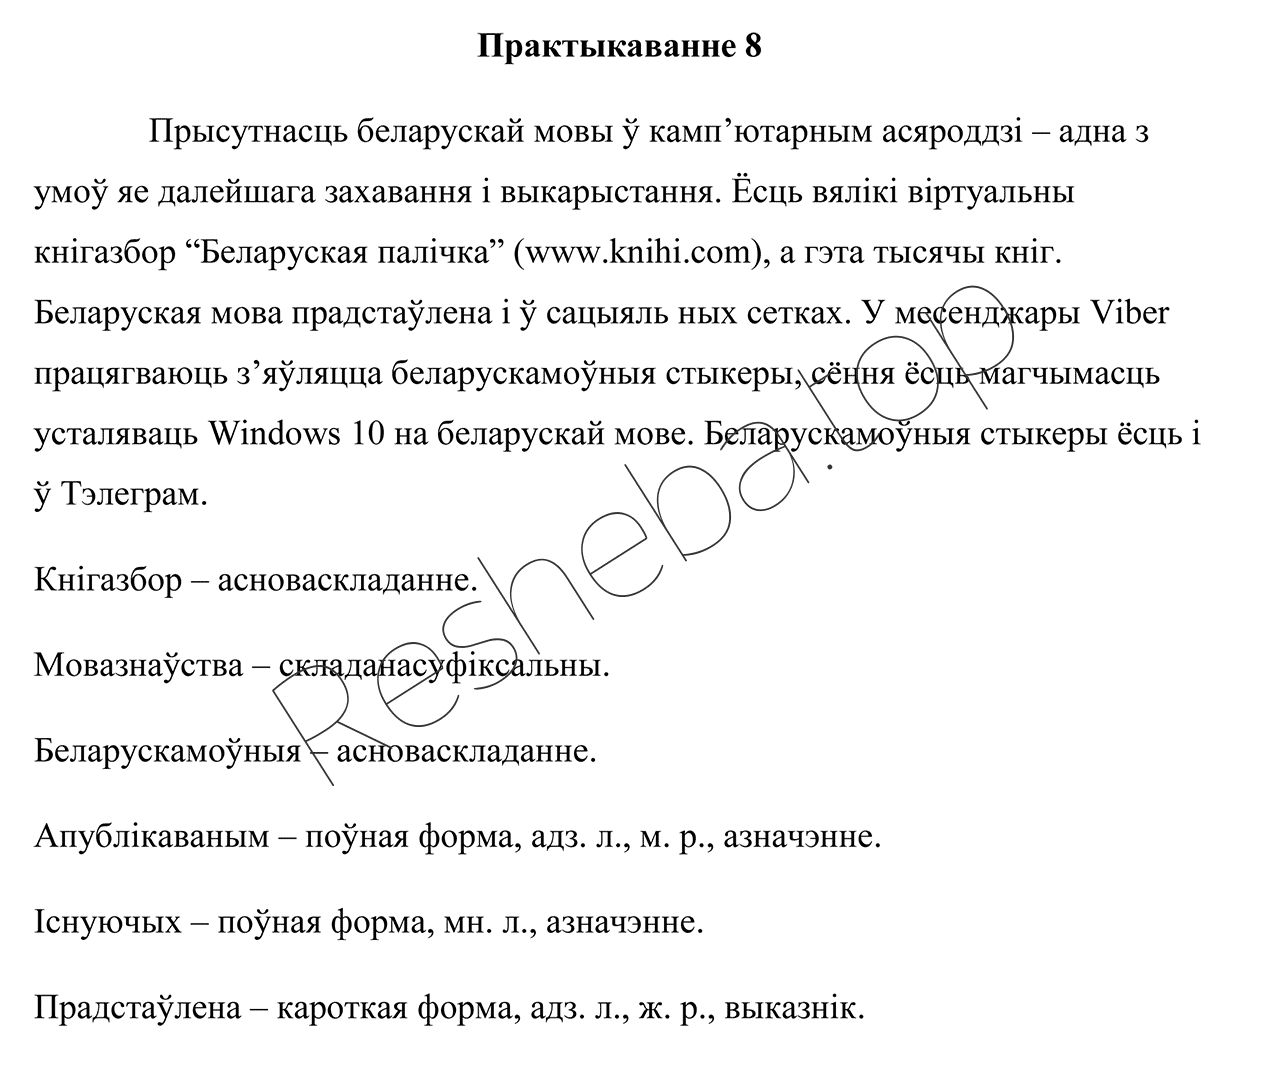 Практыкаванне 8
Прысутнасць беларускай мовы ў камп’ютарным асяроддзі – адна з
умоў яе далейшага захавання і выкарыстання. Ёсць вялікі віртуальны
кнігазбор “Беларуская палічка” (www.knihi.com), а гэта тысячы кніг.
Беларуская мова прадстаўлена і ў сацыяль ных сетках. У месенджары Viber
працягваюць з’яўляцца беларускамоўныя стыкеры, сёння ёсць магчымасць
усталяваць Windows 10 на беларускай мове. Беларускамоўныя стыкеры ёсць і
ў Тэлеграм.
Кнігазбор – асноваскладанне.
Мовазнаўства – складанасуфіксальны.
Беларускамоўныя – асноваскладанне.
Апублікаваным – поўная форма, адз. л., м. р., азначэнне.
Існуючых – поўная форма, мн. л., азначэнне.
Прадстаўлена – кароткая форма, адз. л., ж. р., выказнік.
Resheba.top